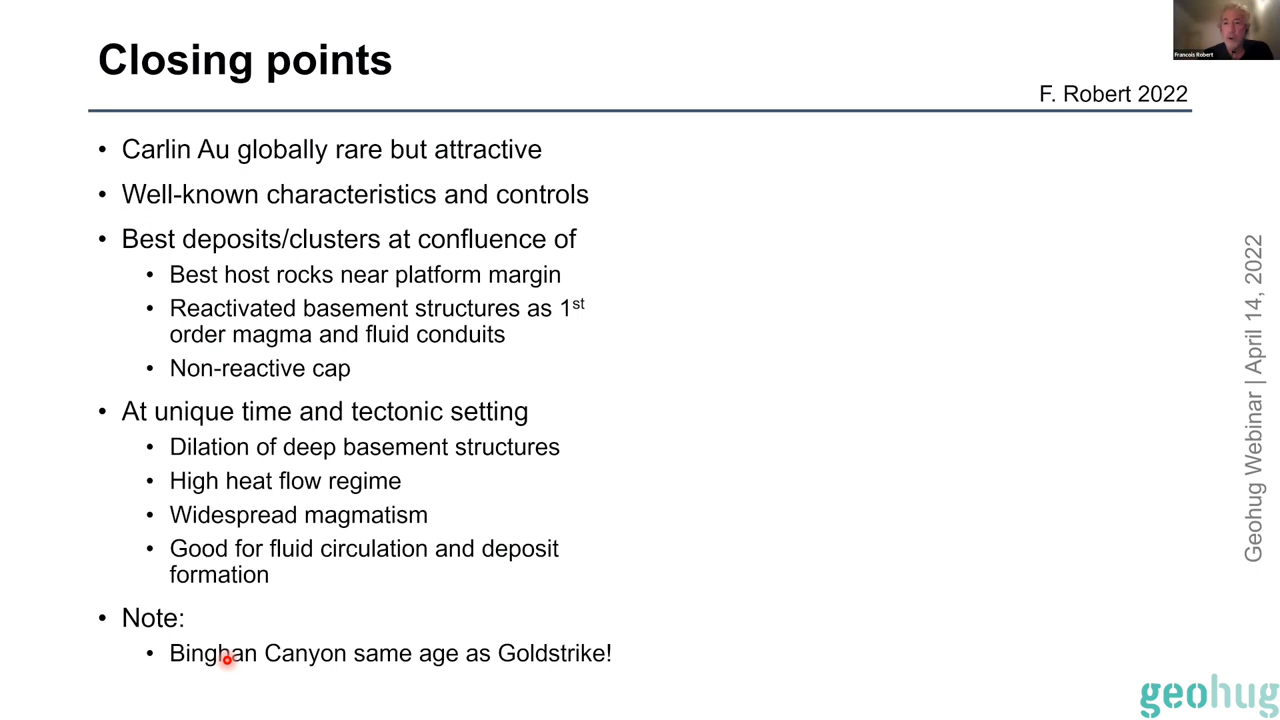 Closing points
Francois Robert
F. Robert 2022
• Carlin Au globally rare but attractive
• Well-known characteristics and controls
• Best deposits/clusters at confluence of
• Best host rocks near platform margin
• Reactivated basement structures as 1st
order magma and fluid conduits
• Non-reactive cap
• At unique time and tectonic setting
• Dilation of deep basement structures
• High heat flow regime
• Widespread magmatism
• Good for fluid circulation and deposit
formation
• Note:
• Binghan Canyon same age as Goldstrike!
Geohug Webinar | April 14, 2022
geohug